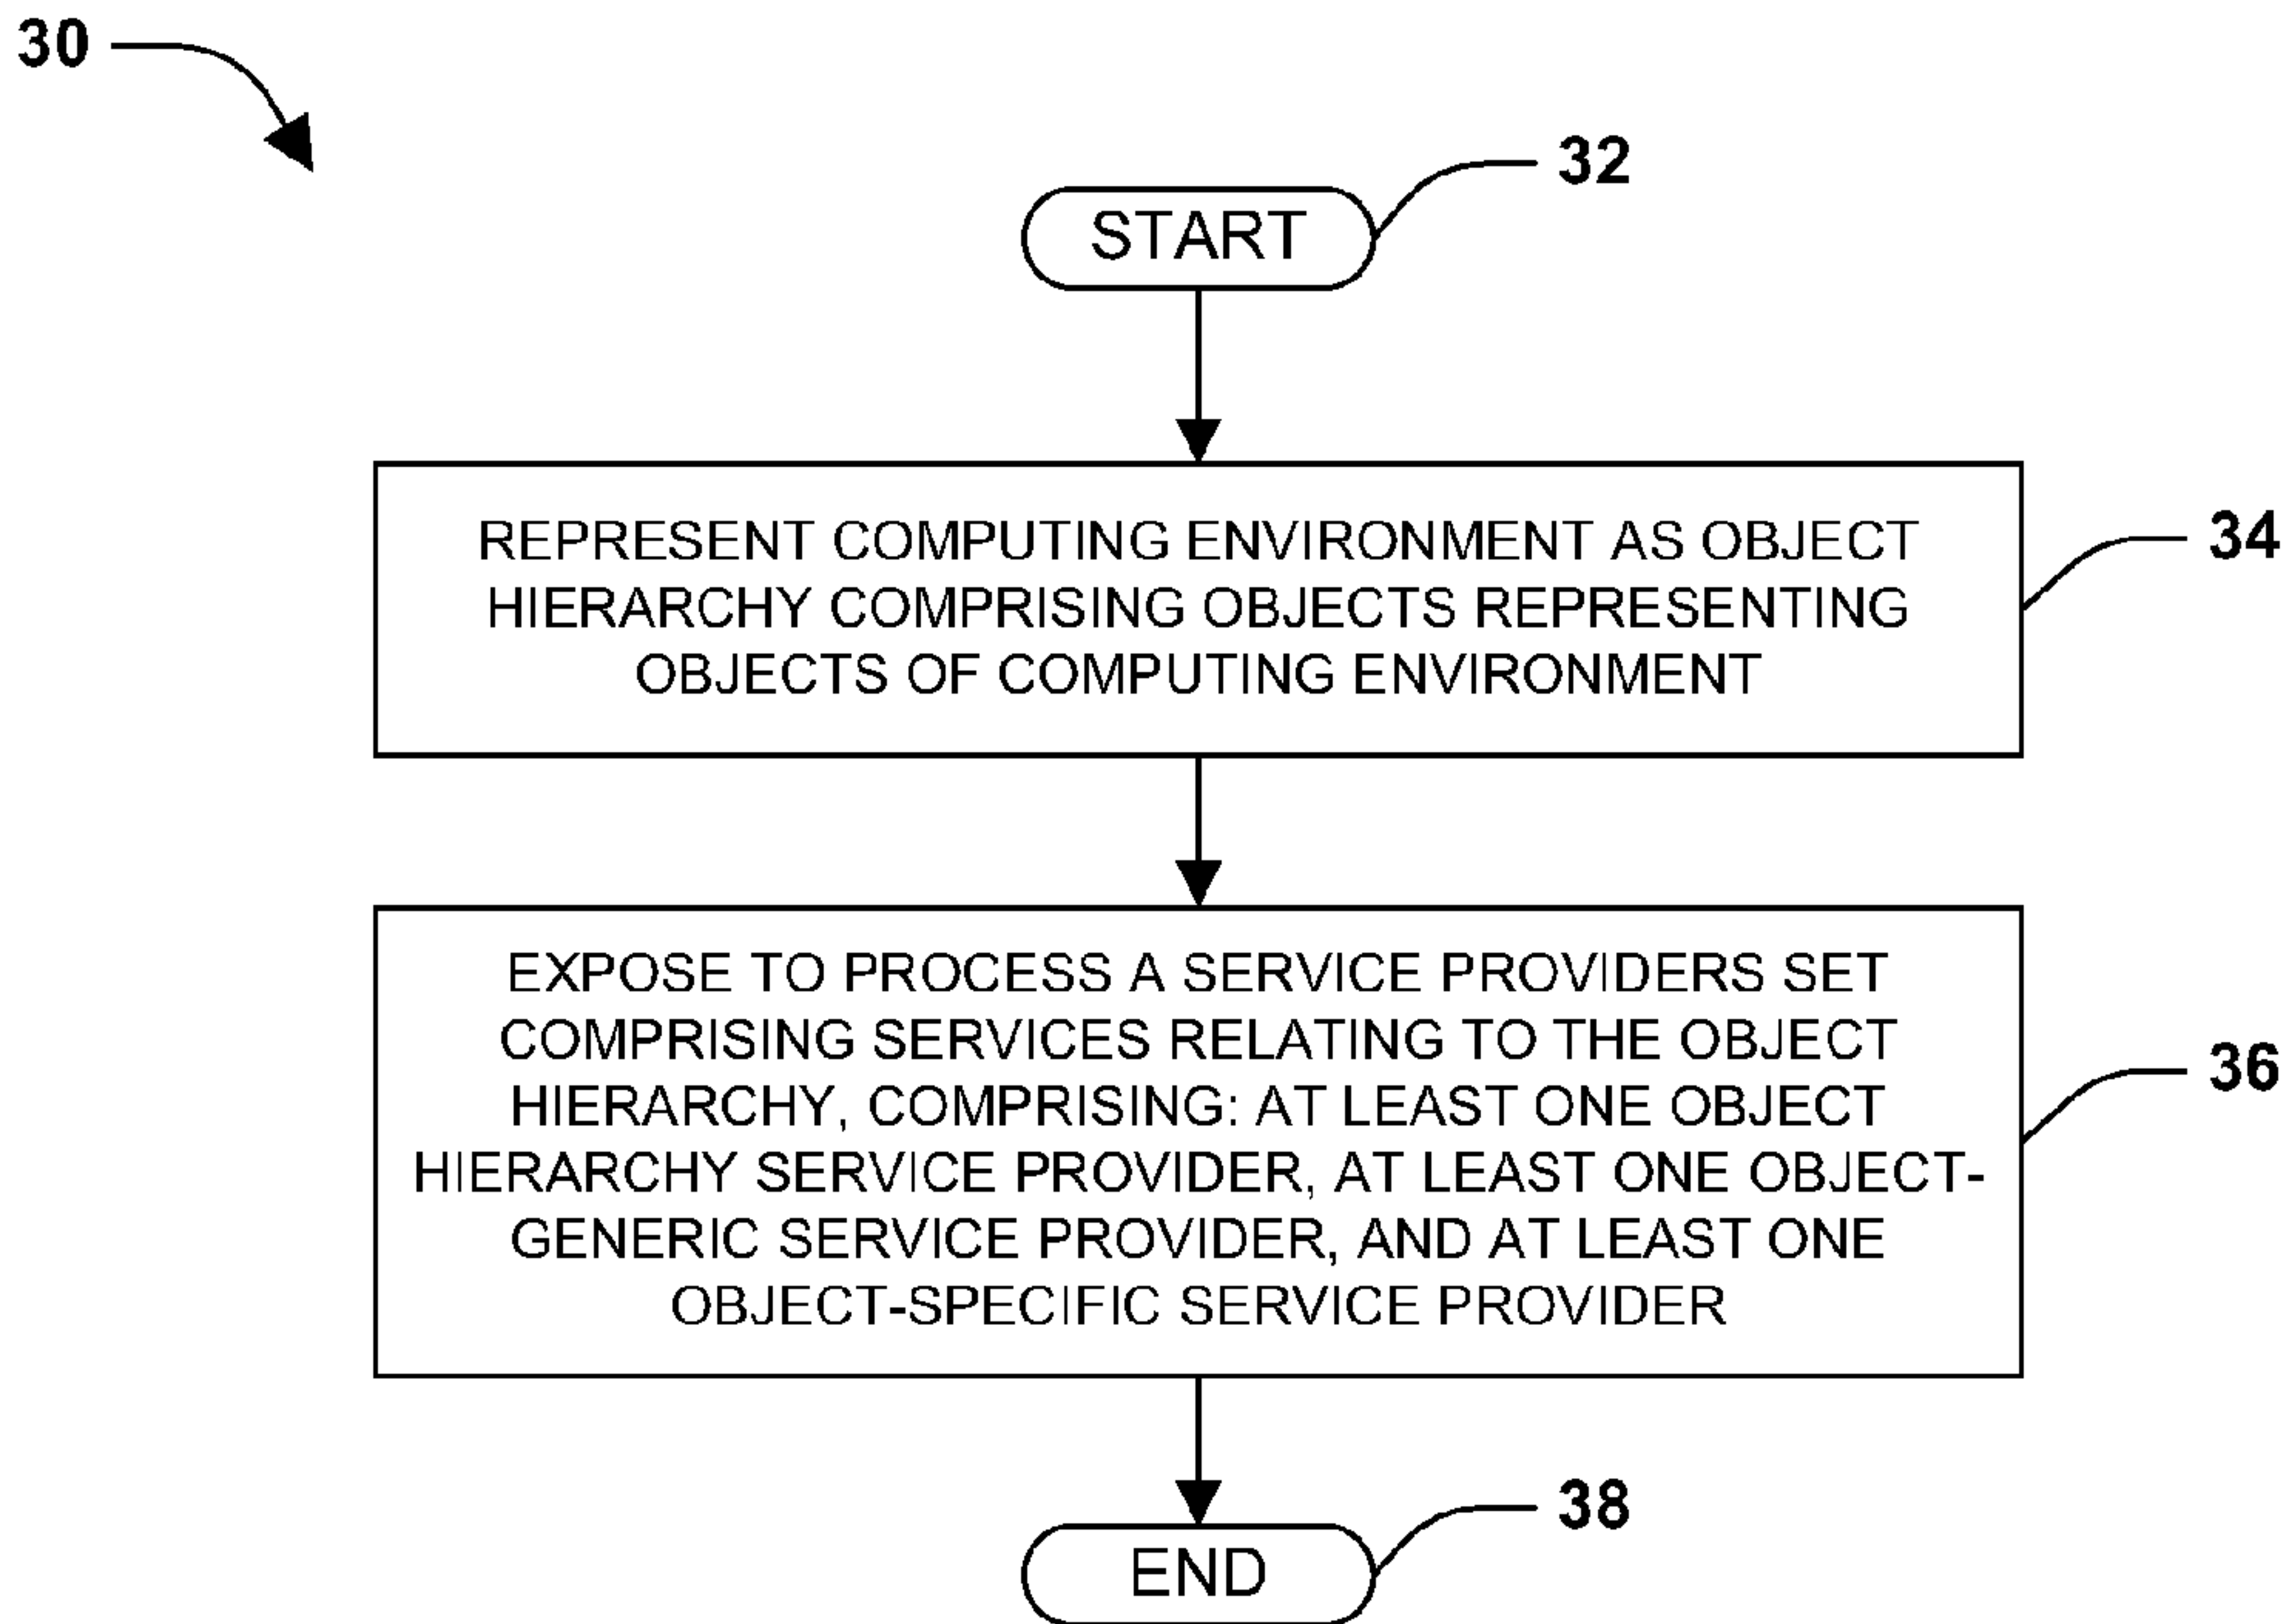 30
32
START
REPRESENT COMPUTING ENVIRONMENT AS OBJECT
HIERARCHY COMPRISING OBJECTS REPRESENTING
OBJECTS OF COMPUTING ENVIRONMENT
34
EXPOSE TO PROCESS A SERVICE PROVIDERS SET
COMPRISING SERVICES RELATING TO THE OBJECT
HIERARCHY, COMPRISING: AT LEAST ONE OBJECT
HIERARCHY SERVICE PROVIDER, AT LEAST ONE OBJECT-
GENERIC SERVICE PROVIDER, AND AT LEAST ONE
OBJECT-SPECIFIC SERVICE PROVIDER
36
38
END